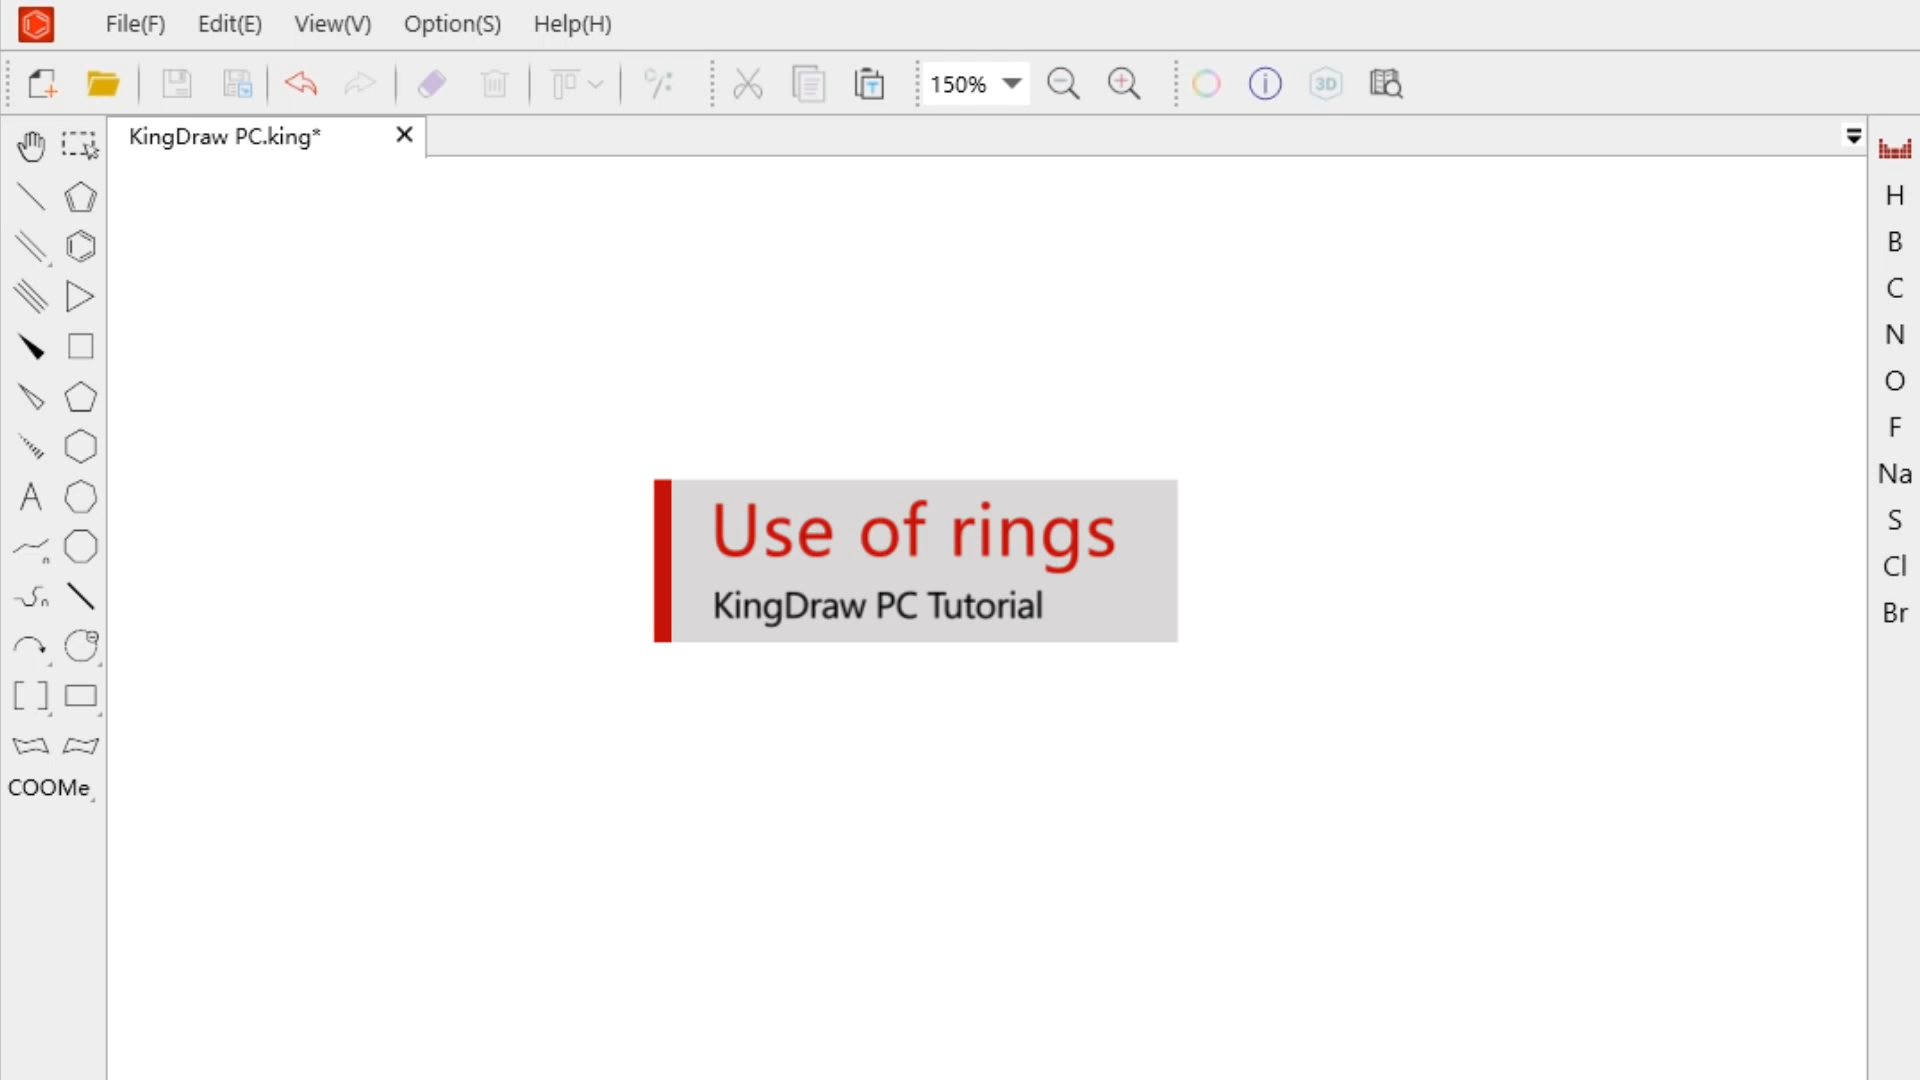 File(F) Edit(E) View(V) Option(S) Help(H)
150% 3D
KingDraw PC.king*
H
B
C
N
O
F
Na
S
Cl
Br
Use of rings
KingDraw PC Tutorial
A
n
n
COOMe